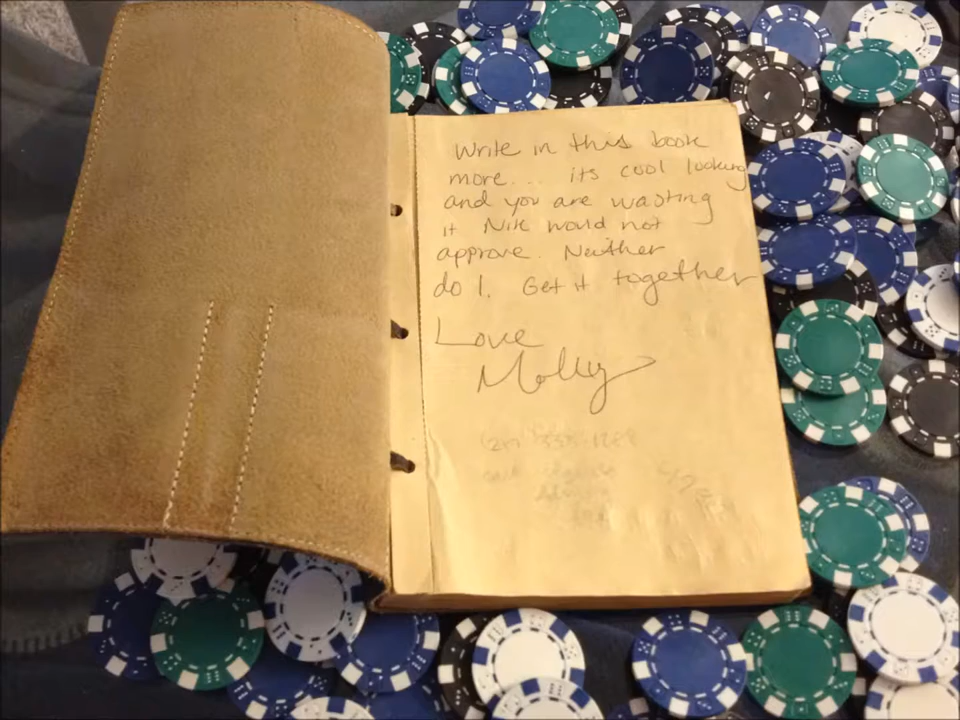 Write in this book
more... its cool looking
and you are wasting
it Nik would not
approve. Neither
do I. Get it together
Love
Molly